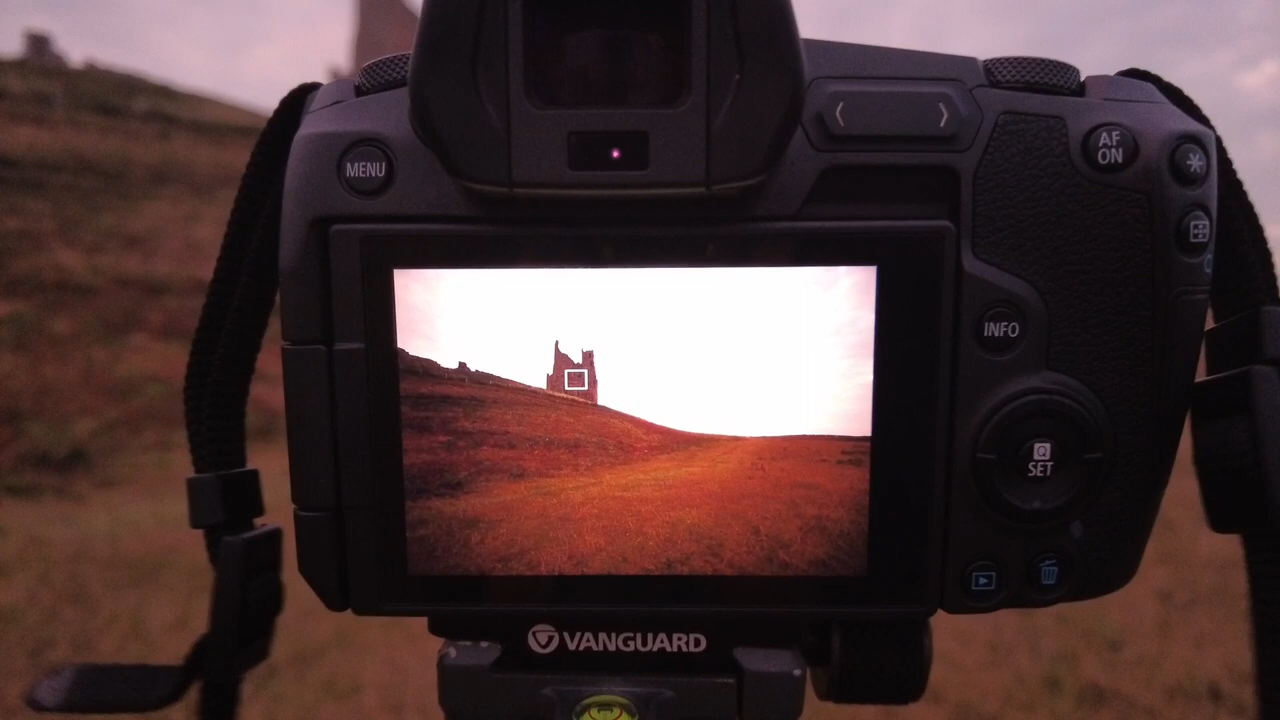 MENU
AF
ON
INFO
Q
SET
VANGUARD